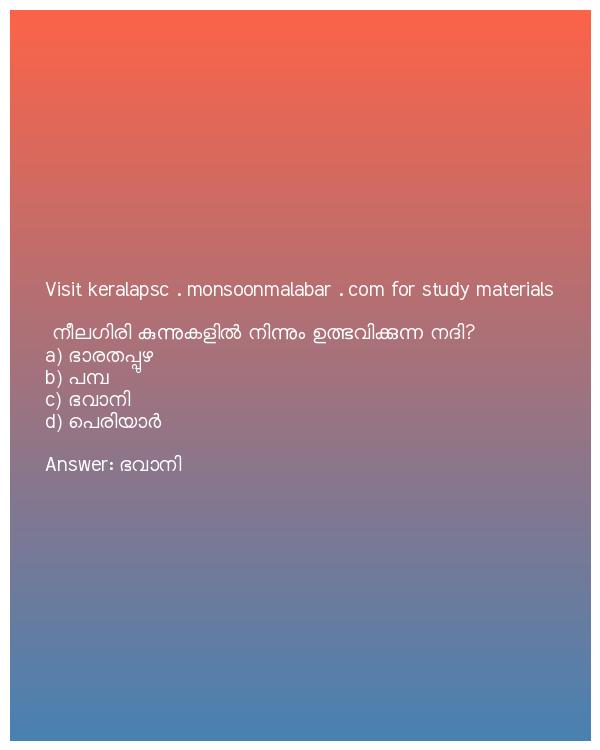 Visit keralapsc . monsoonmalabar . com for study materials
നീലഗിരി കുന്നുകളിൽ നിന്നും ഉത്ഭവിക്കുന്ന നദി?
a) ഭാരതപ്പുഴ
b) പമ്പ
c) ഭവാനി
d) പെരിയാർ
Answer: ഭവാനി